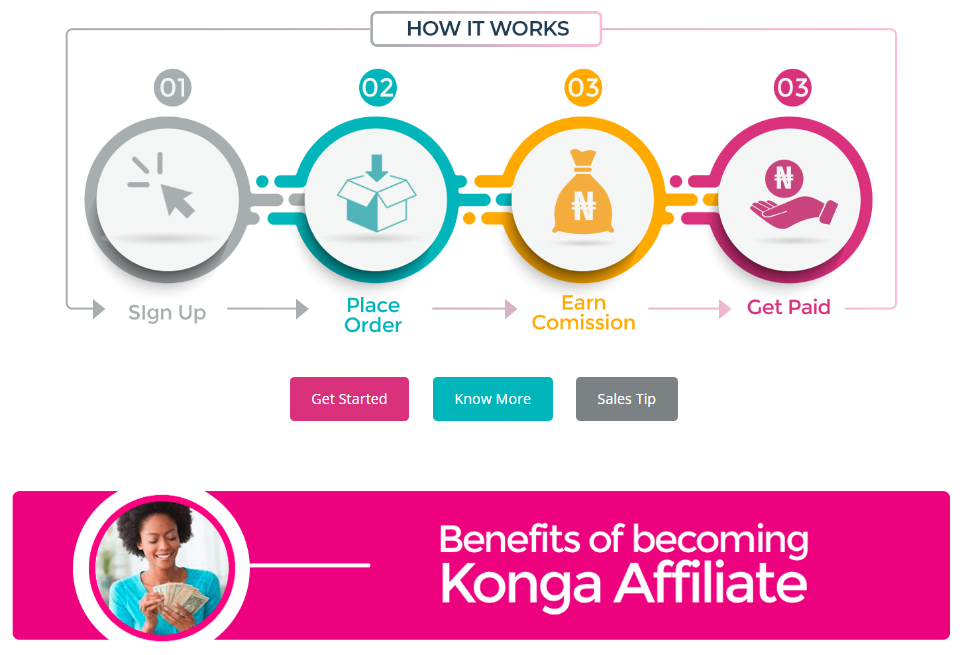 HOW IT WORKS
01
02
03
03
₦
₦
SIgn Up
Place
Order
Earn
Comission
Get Paid
Get Started
Know More
Sales Tip
Benefits of becoming
Konga Affiliate